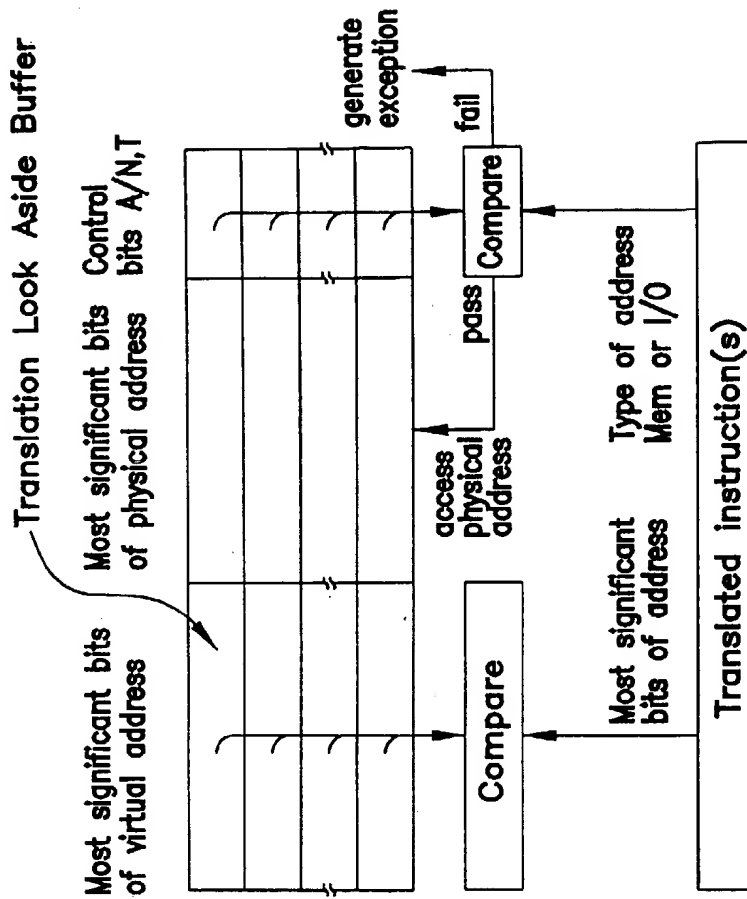 Translation Look Aside Buffer
Most significant bits
of virtual address
Most significant bits
of physical address
Control
bits A/N,T
Compare
access
physical
address
pass
Compare
fail
generate
exception
Most significant
bits of address
Type of address
Mem or I/O
Translated instruction(s)